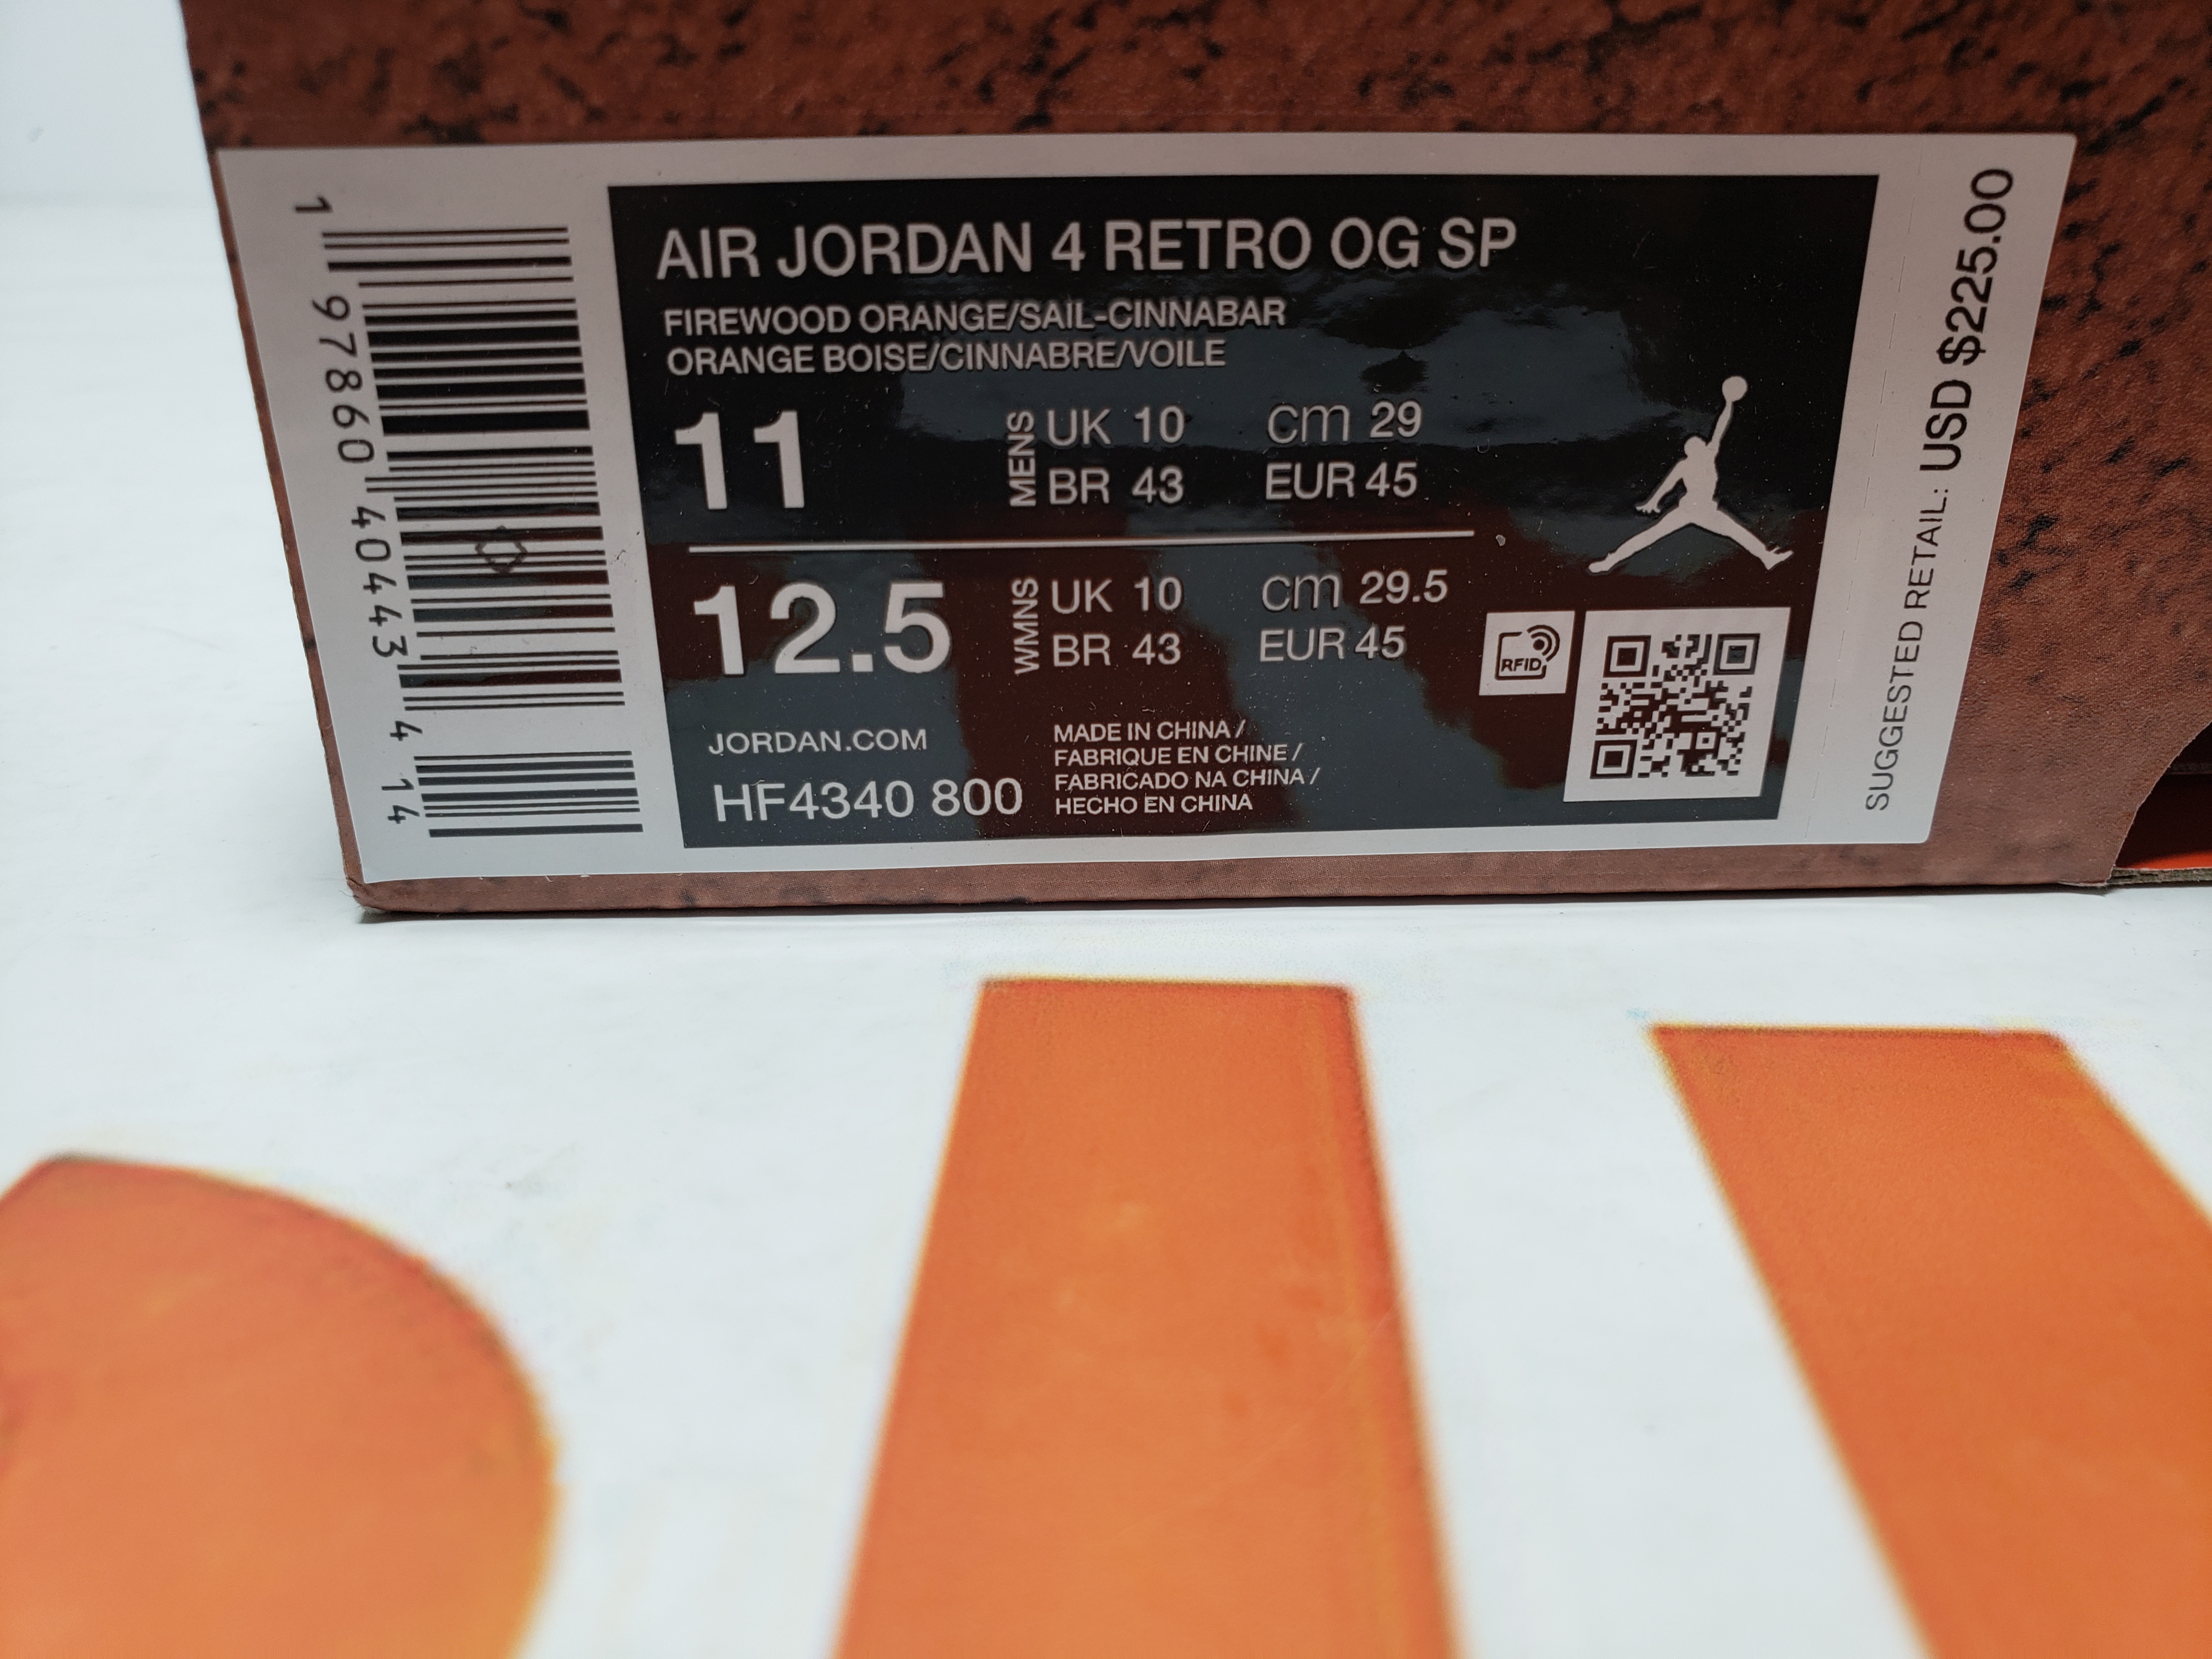 AIR JORDAN 4 RETRO OG SP
FIREWOOD ORANGE/SAIL-CINNABAR
ORANGE BOISE/CINNABRE/VOILE
11
MENS
UK 10
cm 29
BR 43
EUR 45
12.5
WMNS
UK 10
cm 29.5
BR 43
EUR 45
RFID
JORDAN.COM
HF4340 800
MADE IN CHINA /
FABRIQUE EN CHINE /
FABRICADO NA CHINA /
HECHO EN CHINA
SUGGESTED RETAIL: USD $225.00
1 97860 40443 4 14